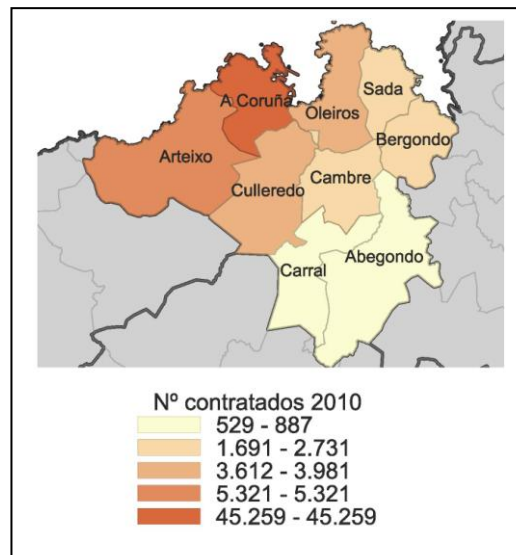 A Coruña
Oleiros
Sada
Bergondo
Arteixo
Culleredo
Cambre
Carral
Abegondo
Nº contratados 2010
529 - 887
1.691 - 2.731
3.612 - 3.981
5.321 - 5.321
45.259 - 45.259